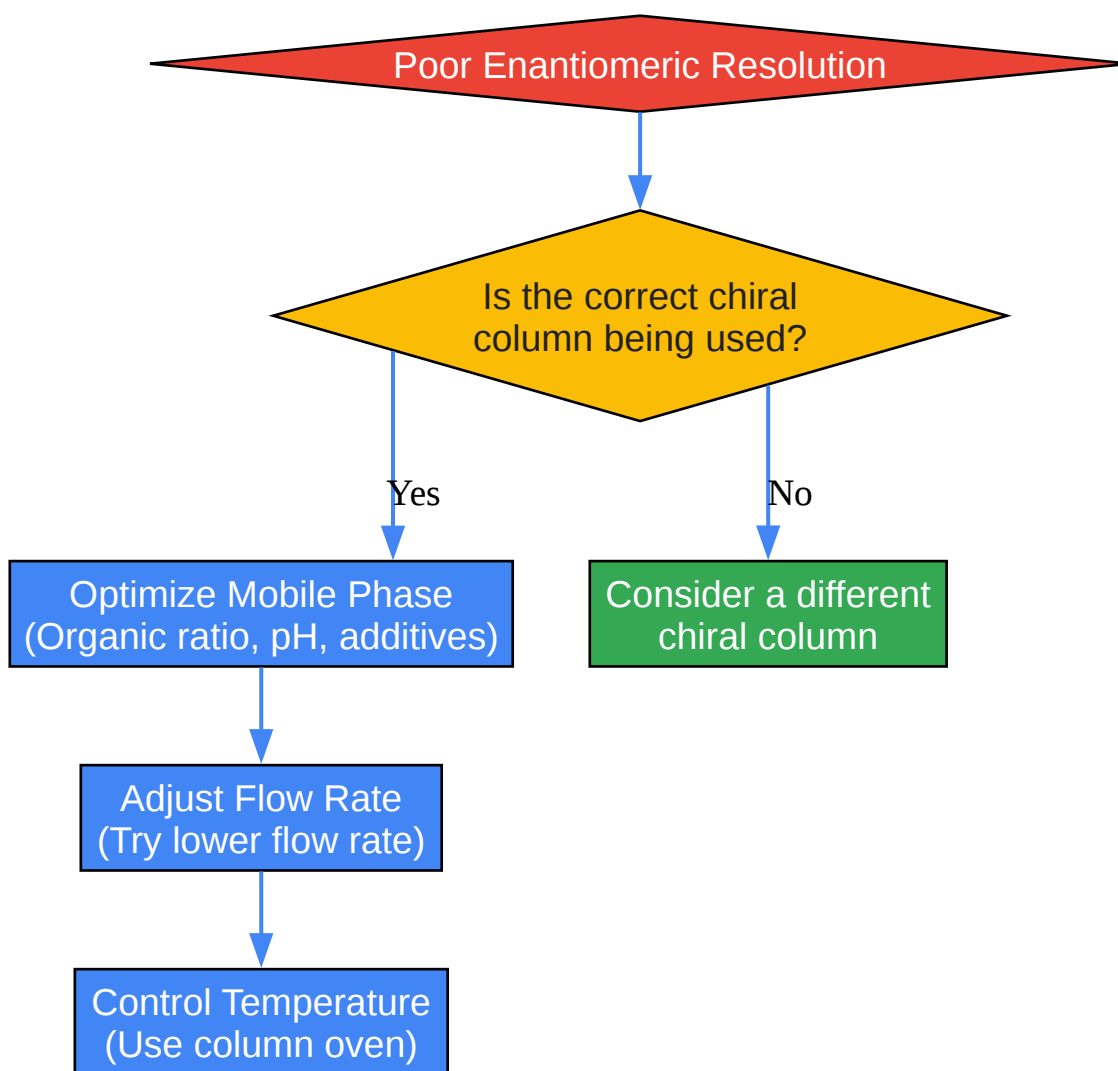 Poor Enantiomeric Resolution
Is the correct chiral
column being used?
Yes
No
Optimize Mobile Phase
(Organic ratio, pH, additives)
Consider a different
chiral column
Adjust Flow Rate
(Try lower flow rate)
Control Temperature
(Use column oven)